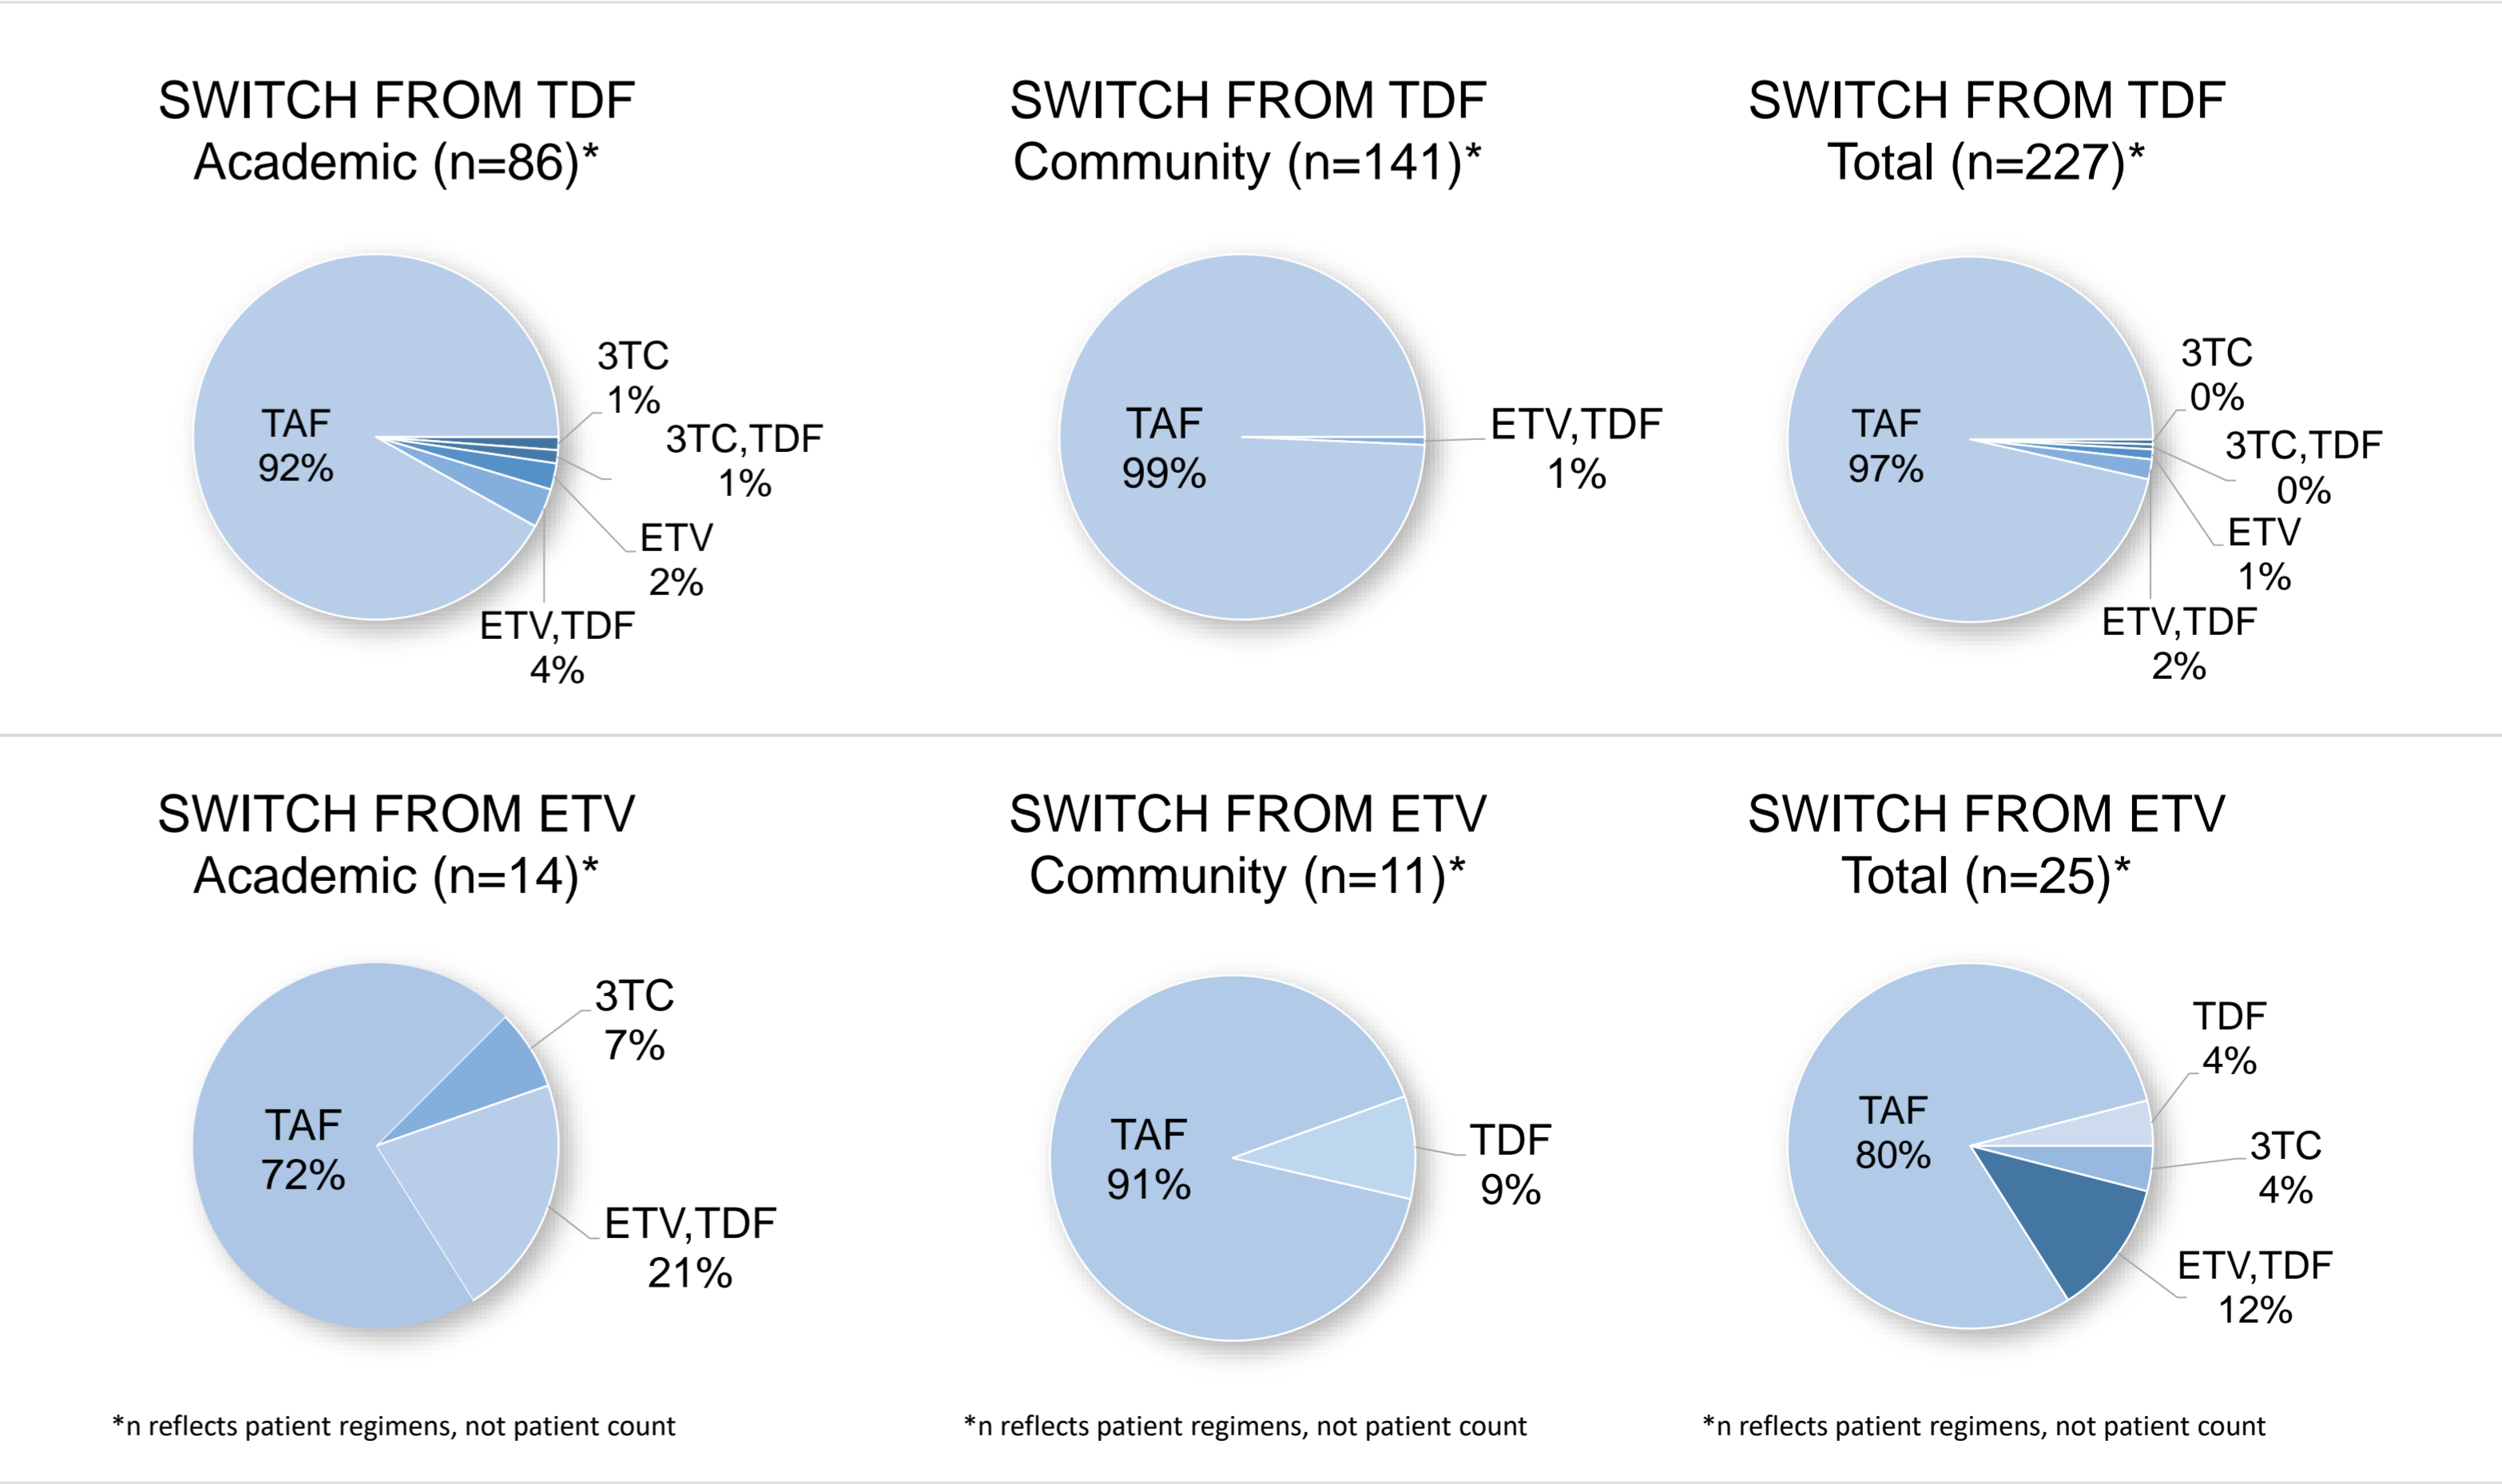 SWITCH FROM TDF
Academic (n=86)*
TAF
92%
3TC
1%
3TC,TDF
1%
ETV
2%
ETV,TDF
4%
SWITCH FROM TDF
Community (n=141)*
TAF
99%
ETV,TDF
1%
SWITCH FROM TDF
Total (n=227)*
TAF
97%
3TC
0%
3TC,TDF
0%
ETV
1%
ETV,TDF
2%
SWITCH FROM ETV
Academic (n=14)*
TAF
72%
3TC
7%
ETV,TDF
21%
*n reflects patient regimens, not patient count
SWITCH FROM ETV
Community (n=11)*
TAF
91%
TDF
9%
*n reflects patient regimens, not patient count
SWITCH FROM ETV
Total (n=25)*
TAF
80%
TDF
4%
3TC
4%
ETV,TDF
12%
*n reflects patient regimens, not patient count